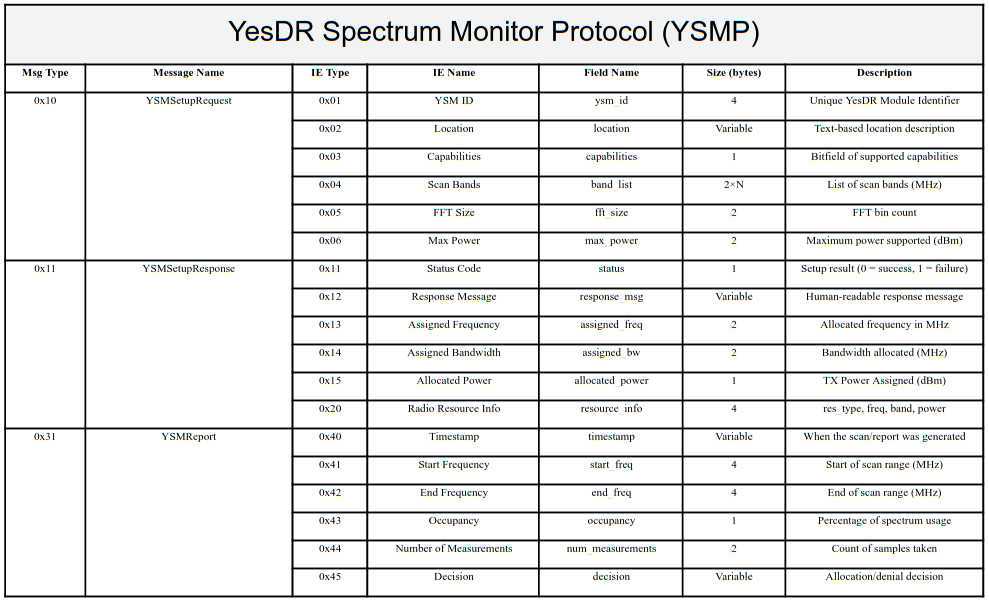 YesDR Spectrum Monitor Protocol (YSMP)
Msg Type Message Name IE Type IE Name Field Name Size (bytes) Description
0x10 YSMSetupRequest 0x01 YSM ID ysm_id 4 Unique YesDR Module Identifier
0x02 Location location Variable Text-based location description
0x03 Capabilities capabilities 1 Bitfield of supported capabilities
0x04 Scan Bands band_list 2×N List of scan bands (MHz)
0x05 FFT Size fft_size 2 FFT bin count
0x06 Max Power max_power 2 Maximum power supported (dBm)
0x11 YSMSetupResponse 0x11 Status Code status 1 Setup result (0 = success, 1 = failure)
0x12 Response Message response_msg Variable Human-readable response message
0x13 Assigned Frequency assigned_freq 2 Allocated frequency in MHz
0x14 Assigned Bandwidth assigned_bw 2 Bandwidth allocated (MHz)
0x15 Allocated Power allocated_power 1 TX Power Assigned (dBm)
0x20 Radio Resource Info resource_info 4 res_type, freq, band, power
0x31 YSMReport 0x40 Timestamp timestamp Variable When the scan/report was generated
0x41 Start Frequency start_freq 4 Start of scan range (MHz)
0x42 End Frequency end_freq 4 End of scan range (MHz)
0x43 Occupancy occupancy 1 Percentage of spectrum usage
0x44 Number of Measurements num_measurements 2 Count of samples taken
0x45 Decision decision Variable Allocation/denial decision